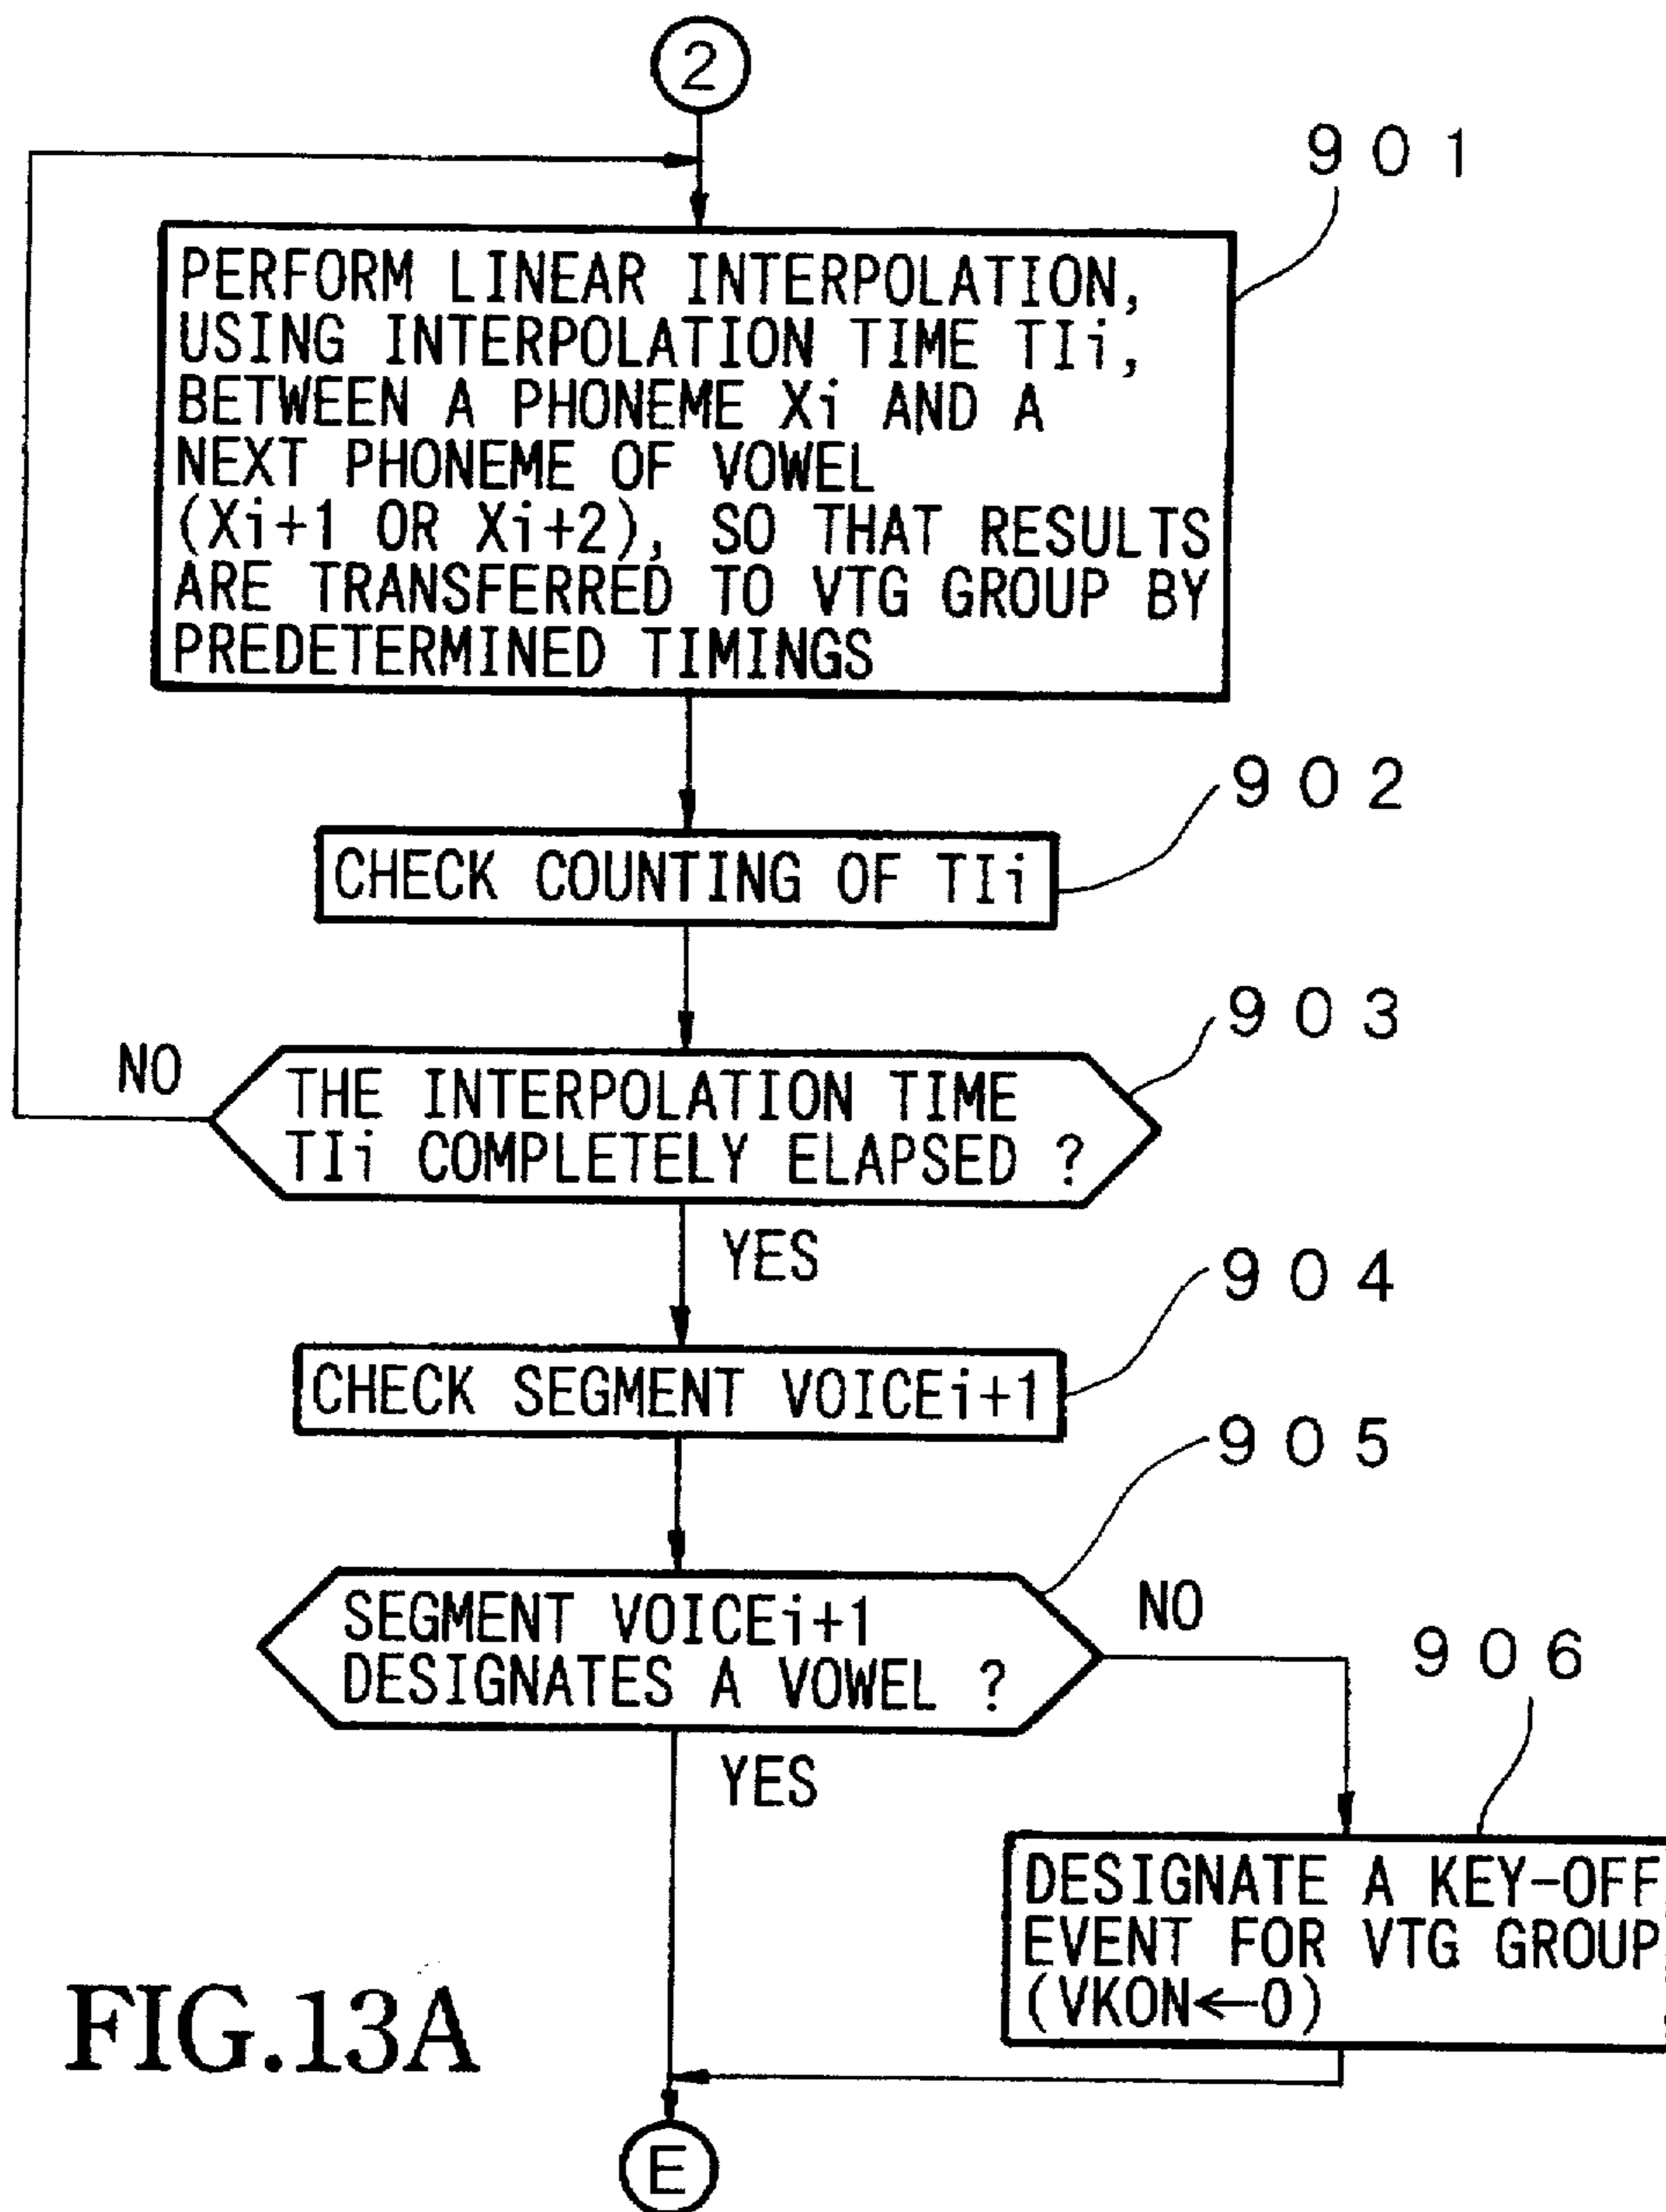 2
901
PERFORM LINEAR INTERPOLATION,
USING INTERPOLATION TIME TIi,
BETWEEN A PHONEME Xi AND A
NEXT PHONEME OF VOWEL
(Xi+1 OR Xi+2), SO THAT RESULTS
ARE TRANSFERRED TO VTG GROUP BY
PREDETERMINED TIMINGS
902
CHECK COUNTING OF TIi
903
NO
THE INTERPOLATION TIME
TIi COMPLETELY ELAPSED ?
YES
904
CHECK SEGMENT VOICEi+1
905
SEGMENT VOICEi+1
DESIGNATES A VOWEL ?
NO
YES
906
DESIGNATE A KEY-OFF
EVENT FOR VTG GROUP
(VKON←0)
FIG.13A
E